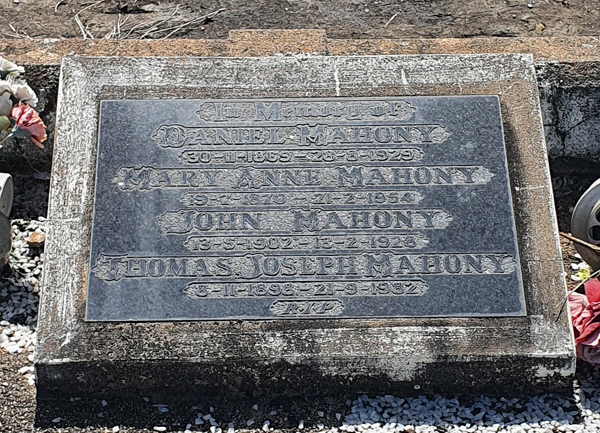 In Memory of
DANIEL MAHONY
30-11-1869-28-8-1929
MARY ANNE MAHONY
19-7-1870-21-2-1954
JOHN MAHONY
13-5-1902-13-2-1928
THOMAS JOSEPH MAHONY
8-11-1898-21-9-1982
R.I.P.